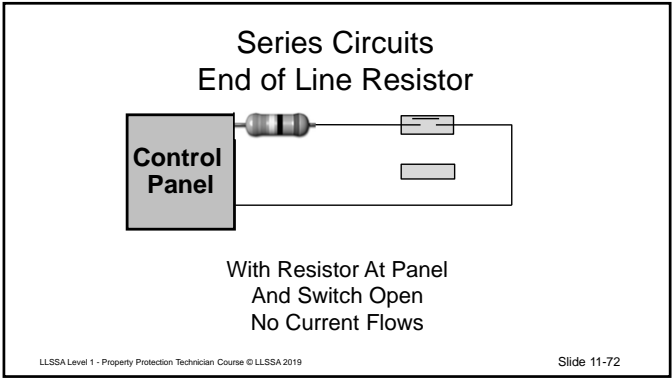 Series Circuits
End of Line Resistor
Control
Panel
With Resistor At Panel
And Switch Open
No Current Flows
LLSSA Level 1 - Property Protection Technician Course © LLSSA 2019
Slide 11-72